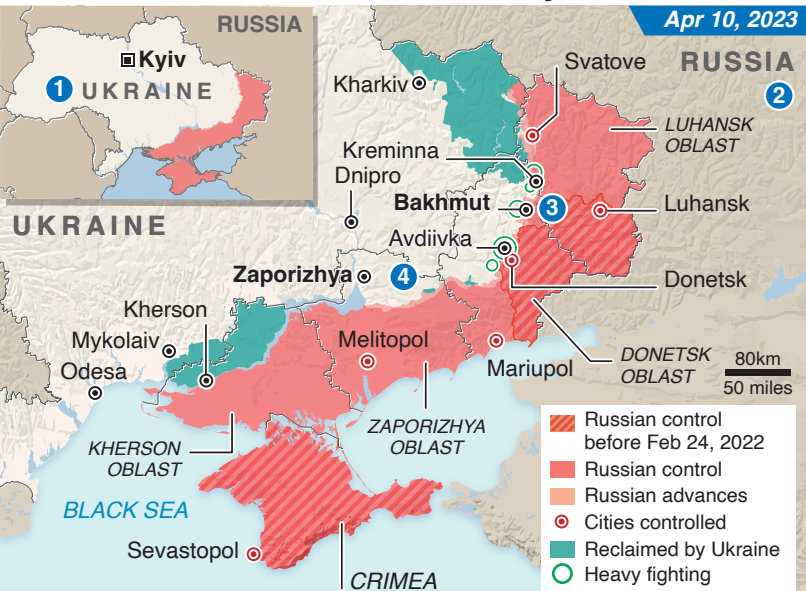 Apr 10, 2023
RUSSIA
Kyiv
1 UKRAINE
RUSSIA
2
Svatove
Kharkiv
LUHANSK
OBLAST
Kreminna
Dnipro
Bakhmut
3
Luhansk
UKRAINE
Avdiivka
Zaporizhya
4
Donetsk
Kherson
Mykolaiv
Melitopol
Odesa
Mariupol
DONETSK
OBLAST
80km
50 miles
KHERSON
OBLAST
ZAPORIZHYA
OBLAST
BLACK SEA
Sevastopol
CRIMEA
Russian control
before Feb 24, 2022
Russian control
Russian advances
Cities controlled
Reclaimed by Ukraine
Heavy fighting